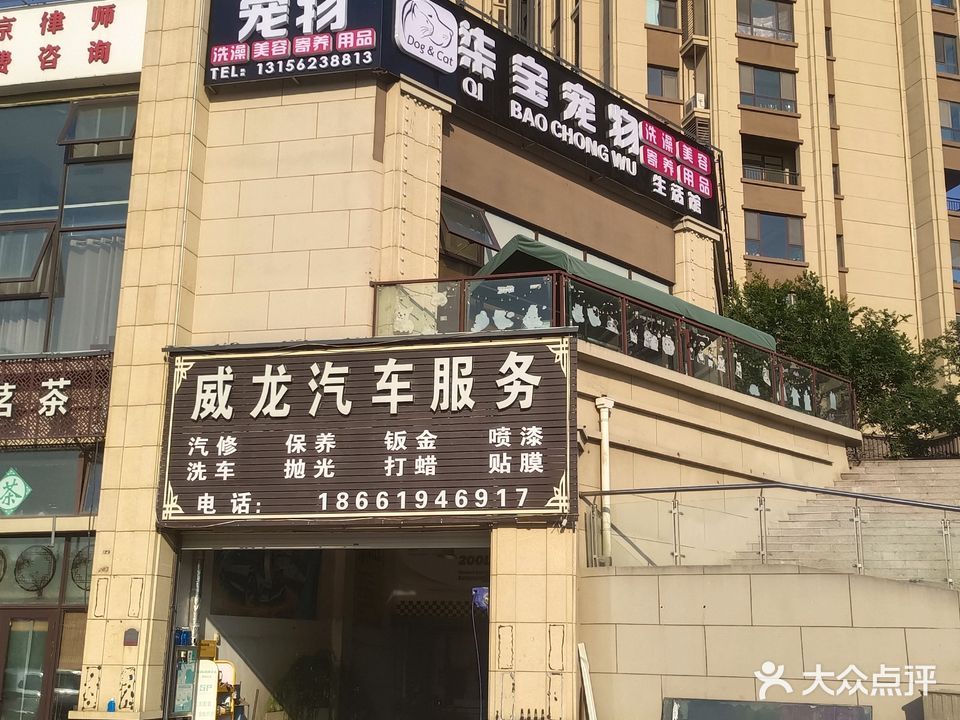 京律师
费咨询
宠物
洗澡 美容 寄养 用品
TEL: 13156238813
Dog & Cat
柒宝宠物
QI BAO CHONG WU
洗澡 美容
寄养 用品
生活馆
威龙汽车服务
汽修 保养 钣金 喷漆
洗车 抛光 打蜡 贴膜
电话: 18661946917
茗茶
茶
大众点评